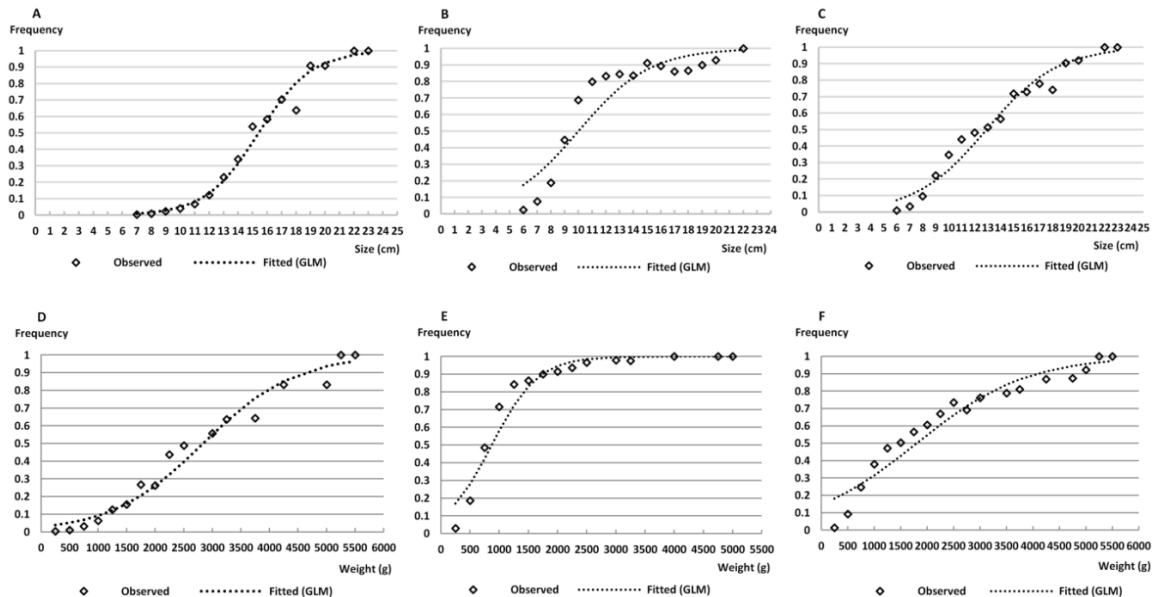 A
Frequency
1
0.9
0.8
0.7
0.6
0.5
0.4
0.3
0.2
0.1
0
0 1 2 3 4 5 6 7 8 9 10 11 12 13 14 15 16 17 18 19 20 21 22 23 24 25
Size (cm)
Observed Fitted (GLM)
B
Frequency
1
0.9
0.8
0.7
0.6
0.5
0.4
0.3
0.2
0.1
0
0 1 2 3 4 5 6 7 8 9 10 11 12 13 14 15 16 17 18 19 20 21 22 23 24
Size (cm)
Observed Fitted (GLM)
C
Frequency
1
0.9
0.8
0.7
0.6
0.5
0.4
0.3
0.2
0.1
0
0 1 2 3 4 5 6 7 8 9 10 11 12 13 14 15 16 17 18 19 20 21 22 23 24 25
Size (cm)
Observed Fitted (GLM)
D
Frequency
1
0.9
0.8
0.7
0.6
0.5
0.4
0.3
0.2
0.1
0
0 500 1000 1500 2000 2500 3000 3500 4000 4500 5000 5500 6000
Weight (g)
Observed Fitted (GLM)
E
Frequency
1
0.9
0.8
0.7
0.6
0.5
0.4
0.3
0.2
0.1
0
0 500 1000 1500 2000 2500 3000 3500 4000 4500 5000 5500
Weight (g)
Observed Fitted (GLM)
F
Frequency
1
0.9
0.8
0.7
0.6
0.5
0.4
0.3
0.2
0.1
0
0 500 1000 1500 2000 2500 3000 3500 4000 4500 5000 5500 6000
Weight (g)
Observed Fitted (GLM)